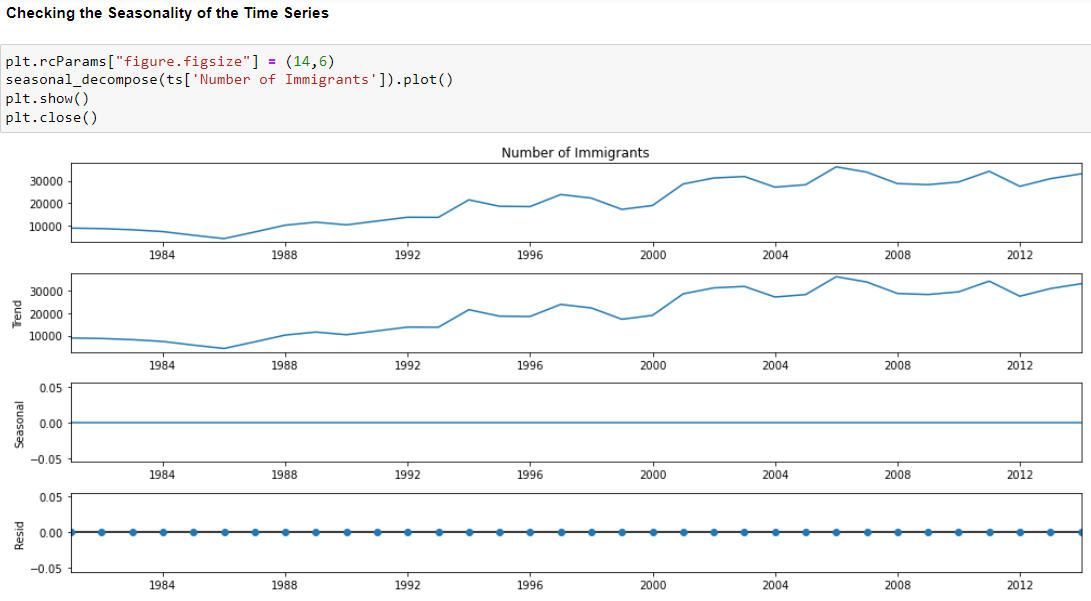 Checking the Seasonality of the Time Series
plt.rcParams["figure.figsize"] = (14,6)
seasonal_decompose(ts['Number of Immigrants']).plot()
plt.show()
plt.close()
Number of Immigrants
30000
20000
10000
1984 1988 1992 1996 2000 2004 2008 2012
Trend
30000
20000
10000
1984 1988 1992 1996 2000 2004 2008 2012
Seasonal
0.05
0.00
−0.05
1984 1988 1992 1996 2000 2004 2008 2012
Resid
0.05
0.00
−0.05
1984 1988 1992 1996 2000 2004 2008 2012